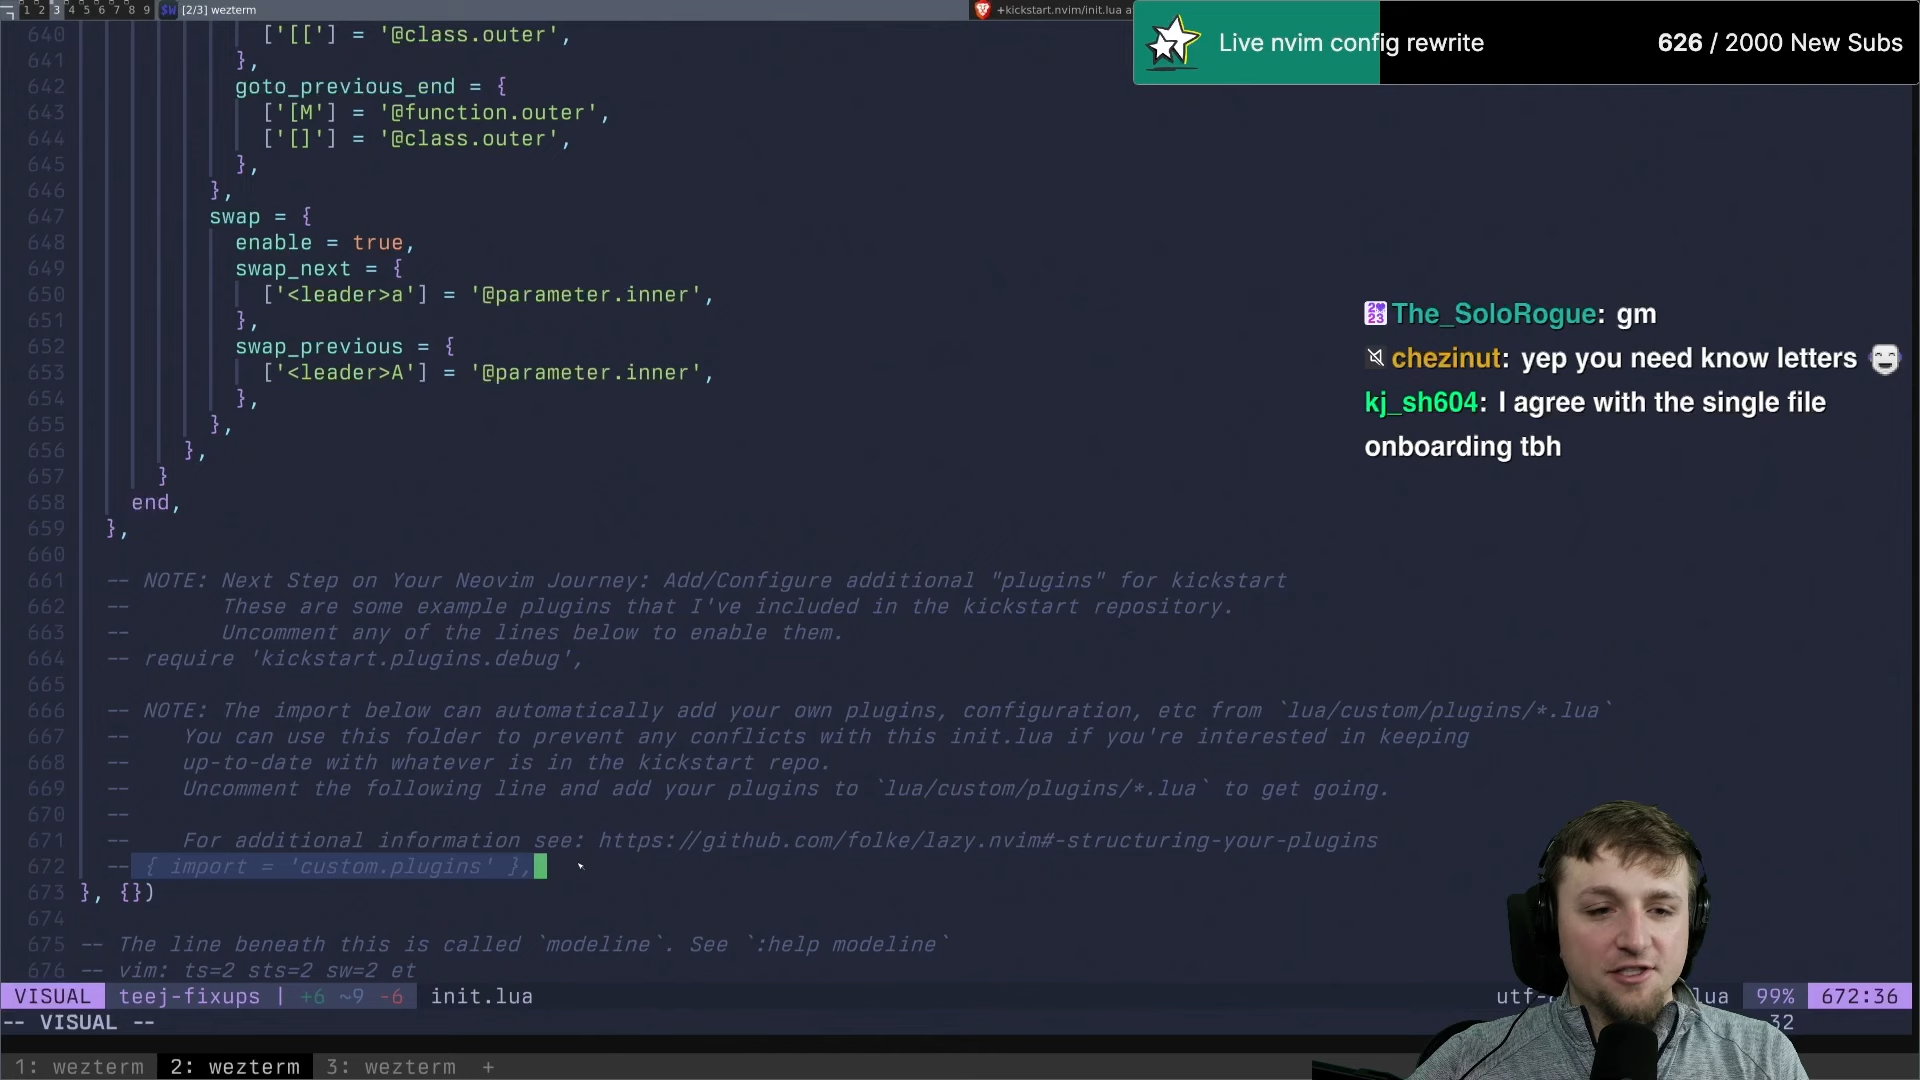 1 2 3 4 5 6 7 8 9 $W [2/3] wezterm
+kickstart.nvim/init.lua a
Live nvim config rewrite
626 / 2000 New Subs
640 ['[['] = '@class.outer',
641 },
642 goto_previous_end = {
643 ['[M'] = '@function.outer',
644 ['[]'] = '@class.outer',
645 },
646 },
647 swap = {
648 enable = true,
649 swap_next = {
650 ['<leader>a'] = '@parameter.inner',
651 },
652 swap_previous = {
653 ['<leader>A'] = '@parameter.inner',
654 },
655 },
656 },
657 }
658 end,
659 },
660
661 -- NOTE: Next Step on Your Neovim Journey: Add/Configure additional "plugins" for kickstart
662 -- These are some example plugins that I've included in the kickstart repository.
663 -- Uncomment any of the lines below to enable them.
664 -- require 'kickstart.plugins.debug',
665
666 -- NOTE: The import below can automatically add your own plugins, configuration, etc from `lua/custom/plugins/*.lua`
667 -- You can use this folder to prevent any conflicts with this init.lua if you're interested in keeping
668 -- up-to-date with whatever is in the kickstart repo.
669 -- Uncomment the following line and add your plugins to `lua/custom/plugins/*.lua` to get going.
670 --
671 -- For additional information see: https://github.com/folke/lazy.nvim#-structuring-your-plugins
672 -- { import = 'custom.plugins' },
673 }, {})
674
675 -- The line beneath this is called `modeline`. See `:help modeline`
676 -- vim: ts=2 sts=2 sw=2 et
The_SoloRogue: gm
chezinut: yep you need know letters
kj_sh604: I agree with the single file
onboarding tbh
VISUAL teej-fixups | +6 ~9 -6 init.lua utf- lua 99% 672:36
-- VISUAL -- 32
1: wezterm 2: wezterm 3: wezterm +